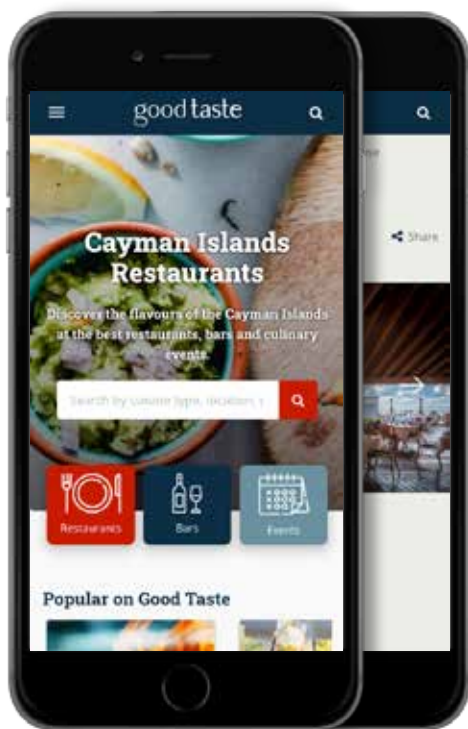 good taste
Share
Cayman Islands
Restaurants
Discover the flavours of the Cayman Islands
at the best restaurants, bars and culinary
events.
Search by cuisine type, location,
Restaurants
Bars
Events
Popular on Good Taste